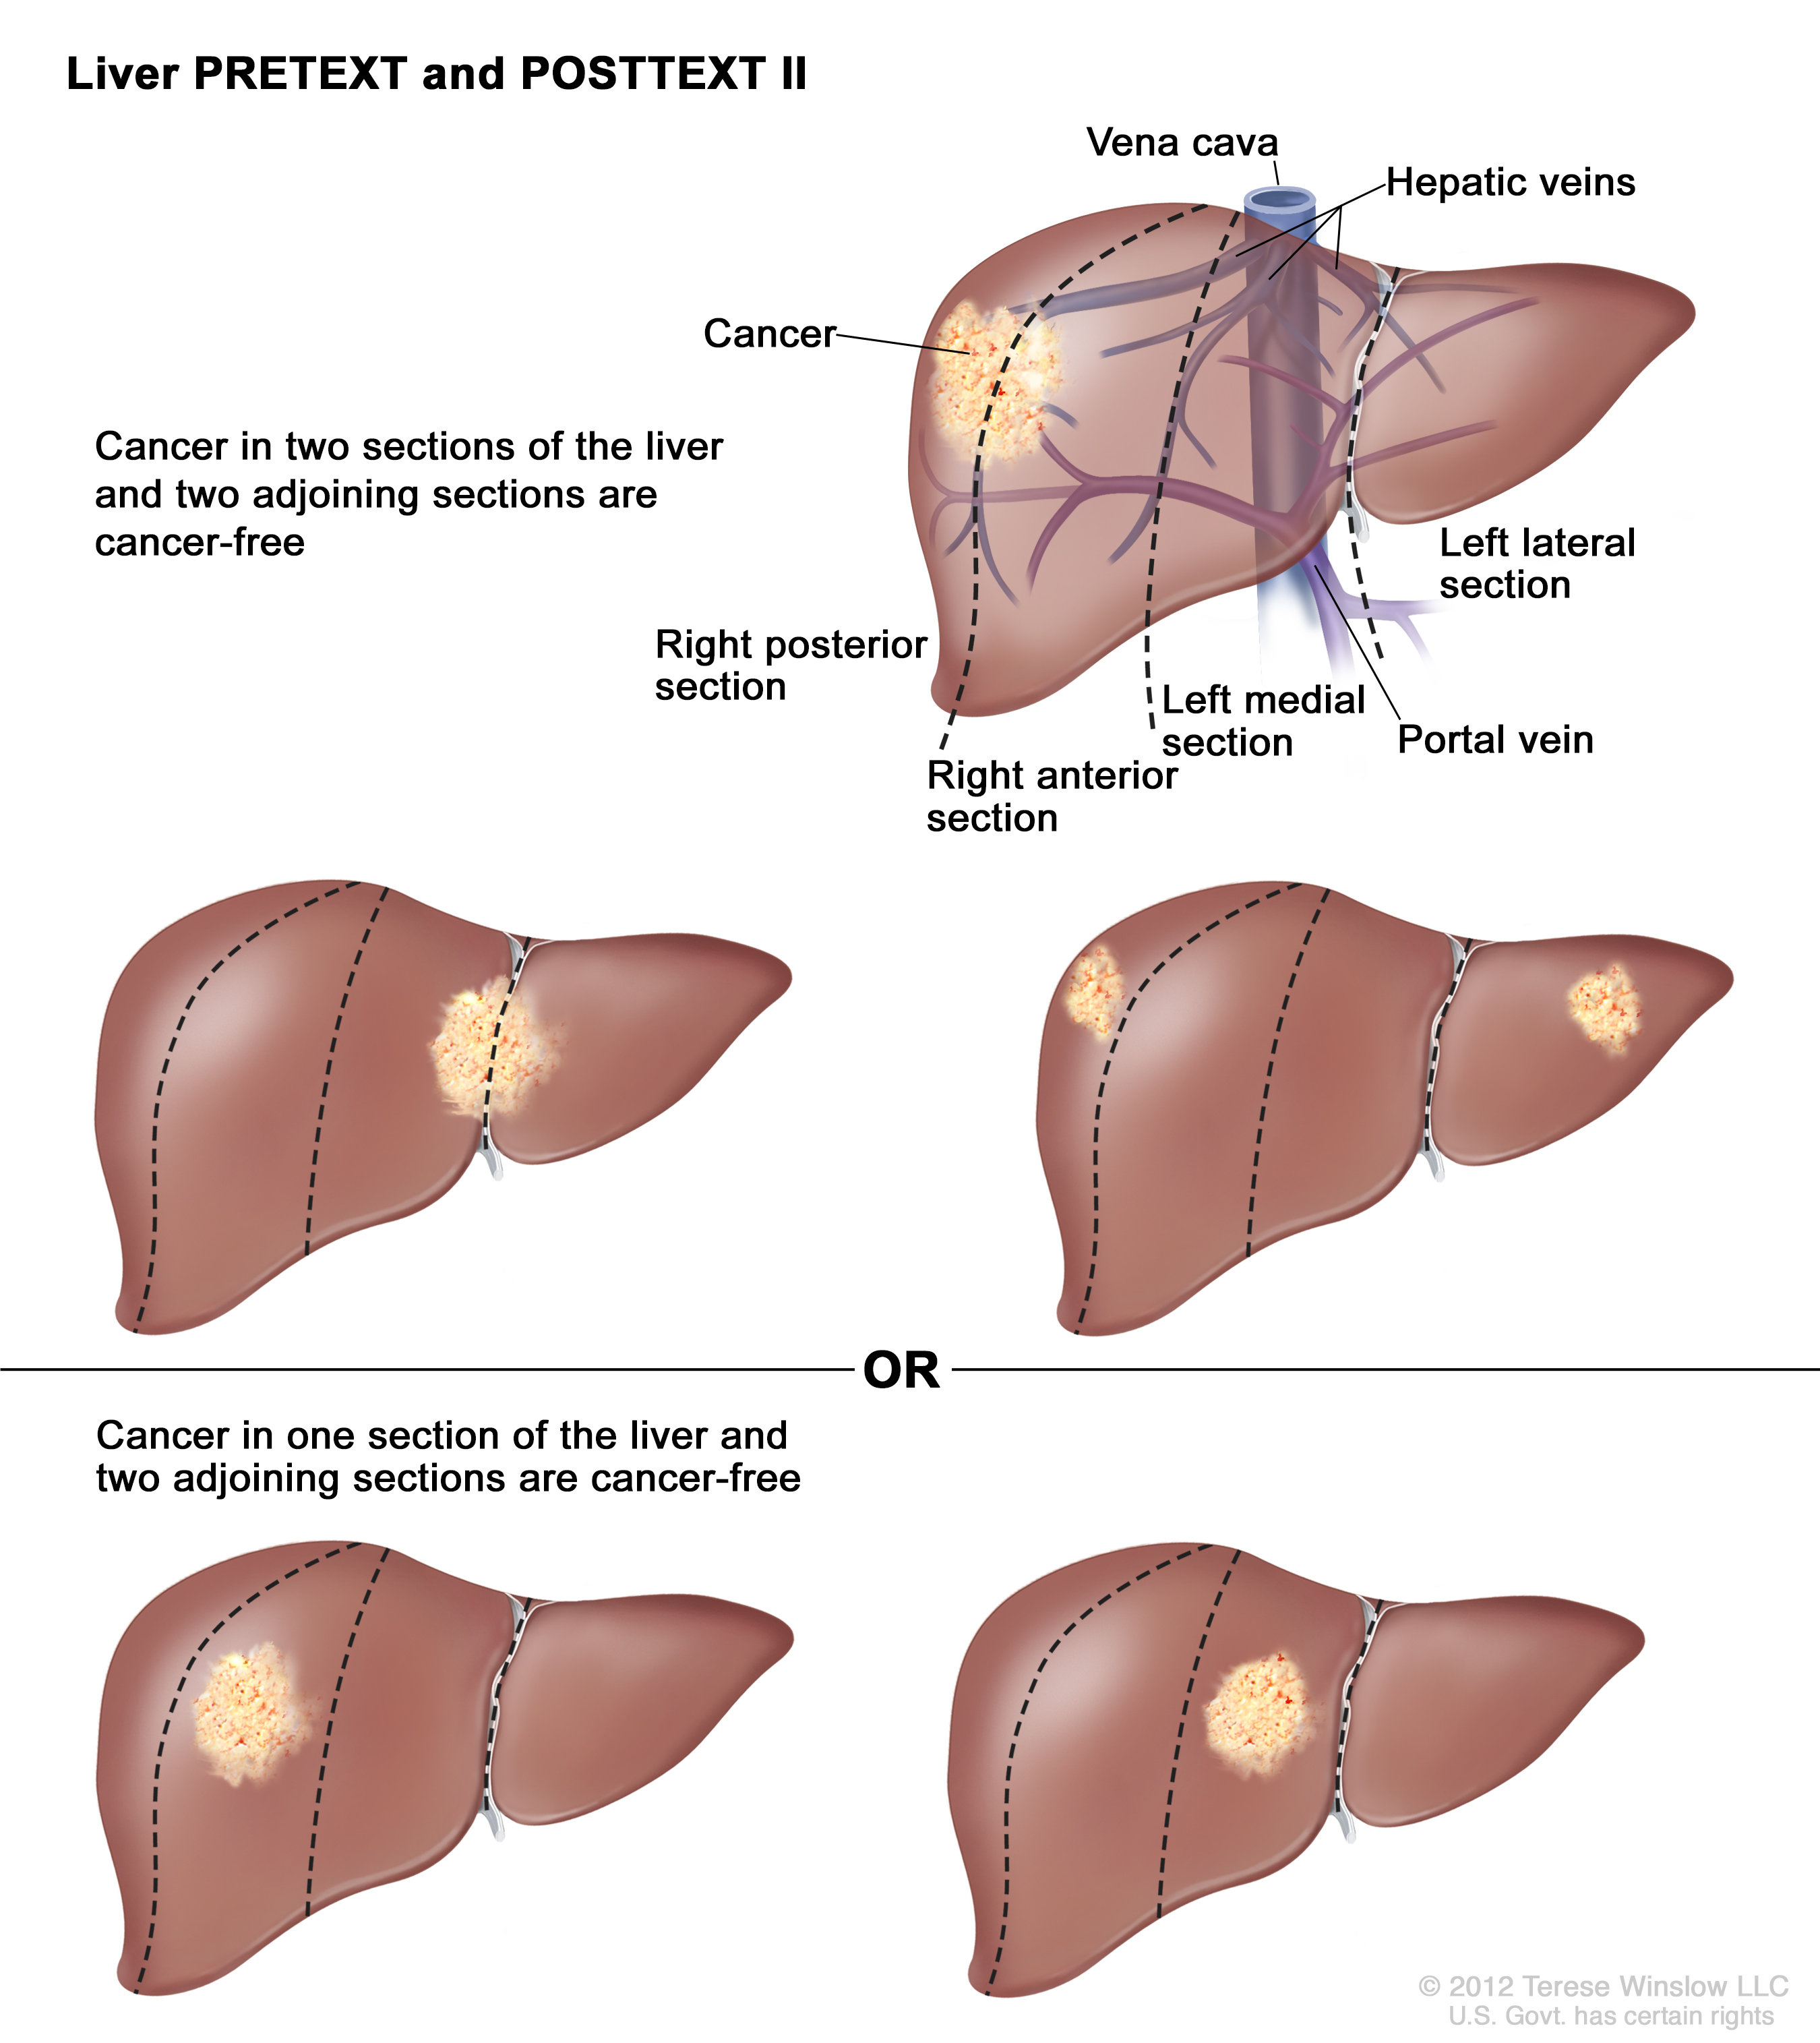 Liver PRETEXT and POSTTEXT II
Vena cava
Hepatic veins
Cancer
Cancer in two sections of the liver
and two adjoining sections are
cancer-free
Left lateral
section
Right posterior
section
Left medial
section
Portal vein
Right anterior
section
OR
Cancer in one section of the liver and
two adjoining sections are cancer-free
© 2012 Terese Winslow LLC
U.S. Govt. has certain rights